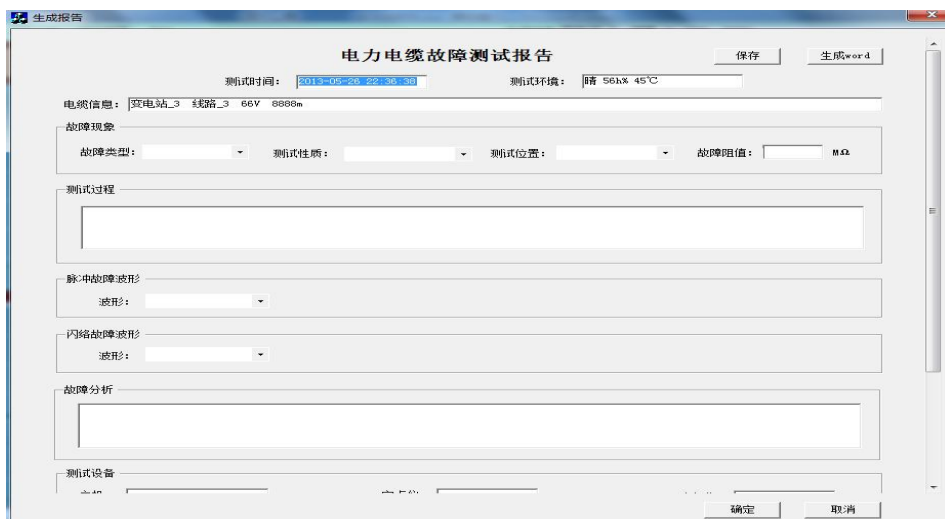 生成报告
电力电缆故障测试报告 保存 生成word
测试时间: 2013-05-26 22:36:38 测试环境: 晴 56h% 45℃
电缆信息: 变电站_3 线路_3 66V 8888m
故障现象
故障类型: 测试性质: 测试位置: 故障阻值: MΩ
测试过程
脉冲故障波形
波形:
闪络故障波形
波形:
故障分析
测试设备
确定 取消